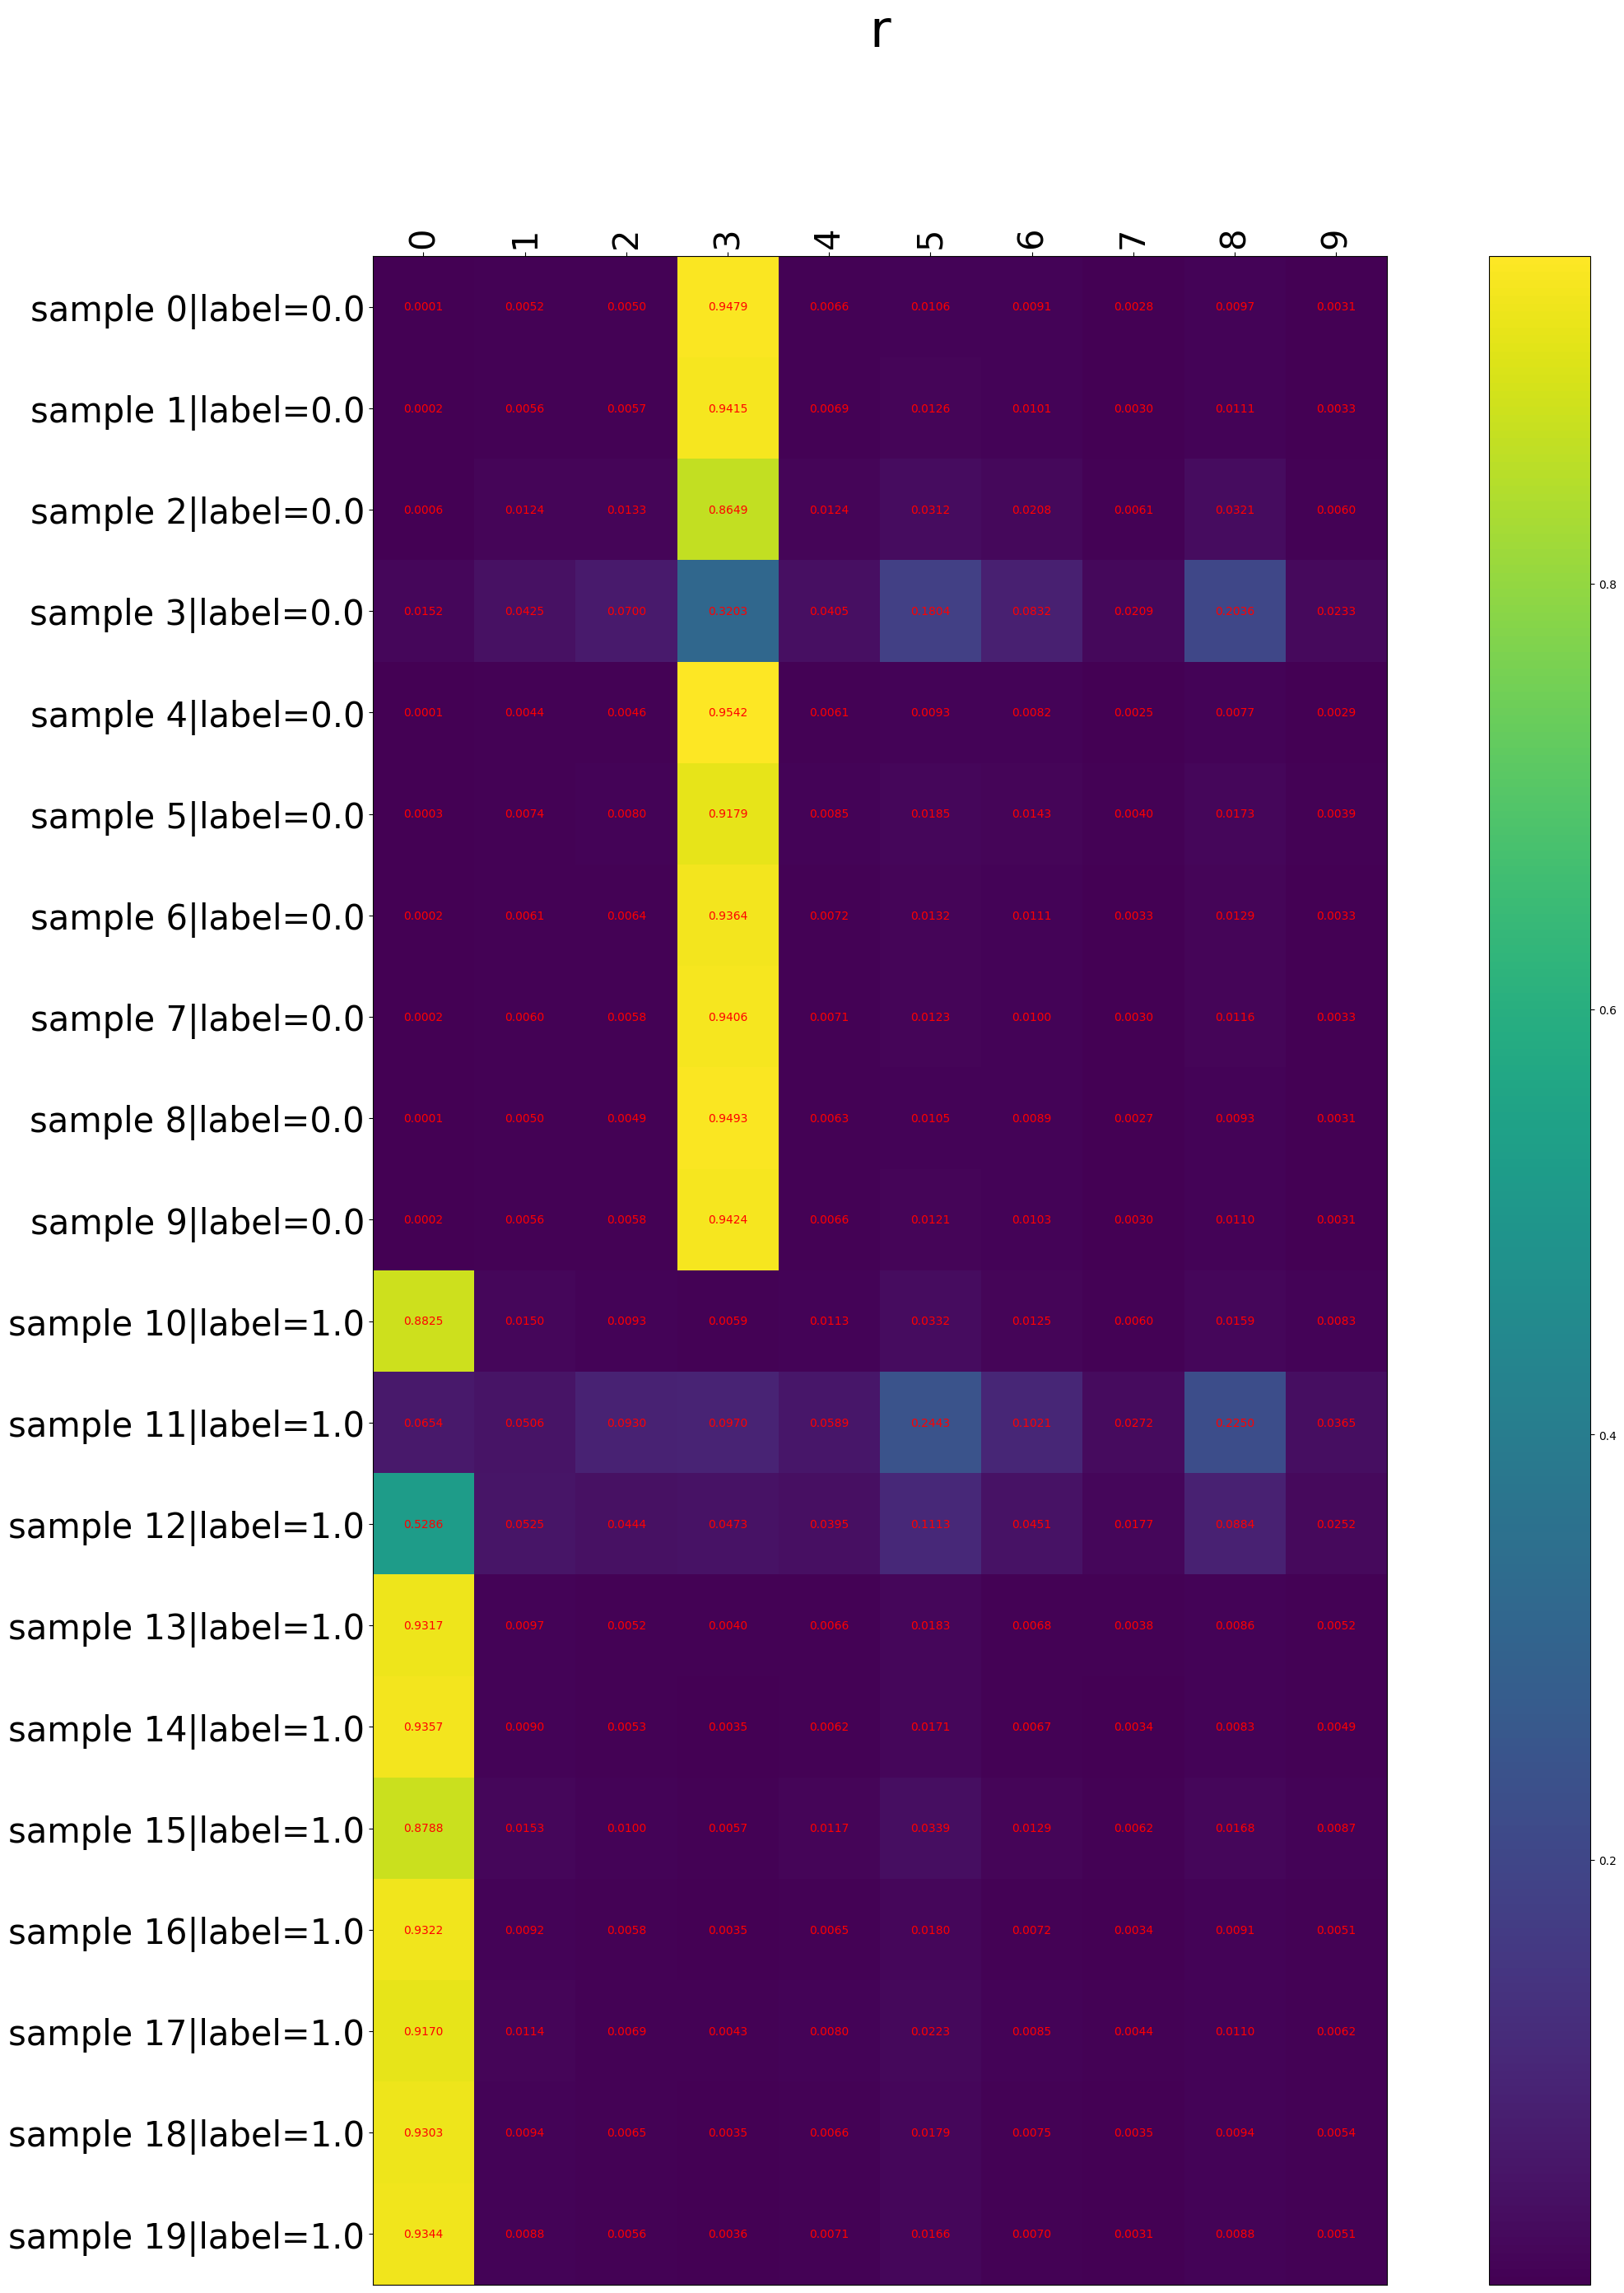 r
0 1 2 3 4 5 6 7 8 9
sample 0|label=0.0 0.0001 0.0052 0.0050 0.9479 0.0066 0.0106 0.0091 0.0028 0.0097 0.0031
sample 1|label=0.0 0.0002 0.0056 0.0057 0.9415 0.0069 0.0126 0.0101 0.0030 0.0111 0.0033
sample 2|label=0.0 0.0006 0.0124 0.0133 0.8649 0.0124 0.0312 0.0208 0.0061 0.0321 0.0060
sample 3|label=0.0 0.0152 0.0425 0.0700 0.3203 0.0405 0.0832 0.0209 0.0233
0.8
sample 4|label=0.0 0.0001 0.0044 0.0046 0.9542 0.0061 0.0093 0.0082 0.0025 0.0077 0.0029
sample 5|label=0.0 0.0003 0.0074 0.0080 0.9179 0.0085 0.0185 0.0143 0.0040 0.0173 0.0039
sample 6|label=0.0 0.0002 0.0061 0.0064 0.9364 0.0072 0.0132 0.0111 0.0033 0.0129 0.0033
sample 7|label=0.0 0.0002 0.0060 0.0058 0.9406 0.0071 0.0123 0.0100 0.0030 0.0116 0.0033
0.6
sample 8|label=0.0 0.0001 0.0050 0.0049 0.9493 0.0063 0.0105 0.0089 0.0027 0.0093 0.0031
sample 9|label=0.0 0.0002 0.0056 0.0058 0.9424 0.0066 0.0121 0.0103 0.0030 0.0110 0.0031
sample 10|label=1.0 0.8825 0.0150 0.0093 0.0059 0.0113 0.0332 0.0125 0.0060 0.0159 0.0083
sample 11|label=1.0 0.0654 0.0506 0.0930 0.0970 0.0589 0.1021 0.0272 0.0365
0.4
sample 12|label=1.0 0.5286 0.0525 0.0444 0.0473 0.0395 0.1113 0.0451 0.0177 0.0884 0.0252
sample 13|label=1.0 0.9317 0.0097 0.0052 0.0040 0.0066 0.0183 0.0068 0.0038 0.0086 0.0052
sample 14|label=1.0 0.9357 0.0090 0.0053 0.0035 0.0062 0.0171 0.0067 0.0034 0.0083 0.0049
sample 15|label=1.0 0.8788 0.0153 0.0100 0.0057 0.0117 0.0339 0.0129 0.0062 0.0168 0.0087
0.2
sample 16|label=1.0 0.9322 0.0092 0.0058 0.0035 0.0065 0.0180 0.0072 0.0034 0.0091 0.0051
sample 17|label=1.0 0.9170 0.0114 0.0069 0.0043 0.0080 0.0223 0.0085 0.0044 0.0110 0.0062
sample 18|label=1.0 0.9303 0.0094 0.0065 0.0035 0.0066 0.0179 0.0075 0.0035 0.0094 0.0054
sample 19|label=1.0 0.9344 0.0088 0.0056 0.0036 0.0071 0.0166 0.0070 0.0031 0.0088 0.0051